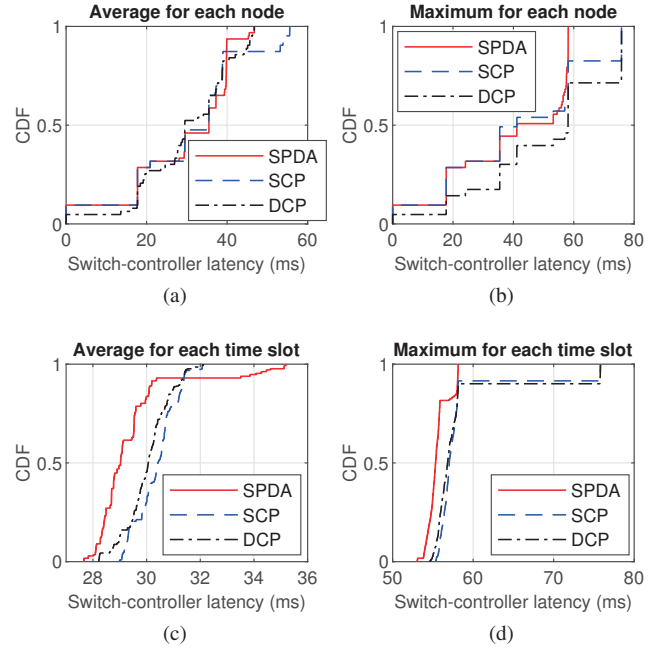 Average for each node
1
0.5
0
CDF
SPDA
SCP
DCP
0 20 40 60
Switch-controller latency (ms)
(a)
Maximum for each node
1
0.5
0
CDF
SPDA
SCP
DCP
0 20 40 60 80
Switch-controller latency (ms)
(b)
Average for each time slot
1
0.5
0
CDF
SPDA
SCP
DCP
28 30 32 34 36
Switch-controller latency (ms)
(c)
Maximum for each time slot
1
0.5
0
CDF
SPDA
SCP
DCP
50 60 70 80
Switch-controller latency (ms)
(d)